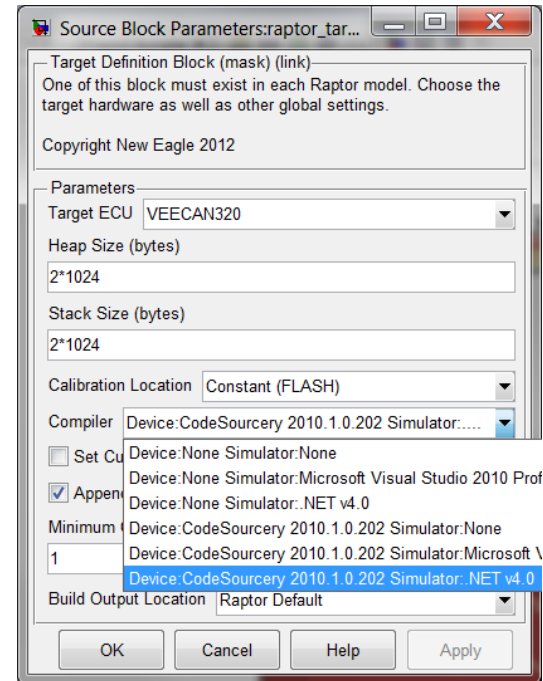 Source Block Parameters:raptor_tar...
Target Definition Block (mask) (link)
One of this block must exist in each Raptor model. Choose the
target hardware as well as other global settings.
Copyright New Eagle 2012
Parameters
Target ECU VEECAN320
Heap Size (bytes)
2*1024
Stack Size (bytes)
2*1024
Calibration Location Constant (FLASH)
Compiler Device:CodeSourcery 2010.1.0.202 Simulator:....
Set Cu
Device:None Simulator:None
Device:None Simulator:Microsoft Visual Studio 2010 Prof
Append
Device:None Simulator:.NET v4.0
Minimum
Device:CodeSourcery 2010.1.0.202 Simulator:None
1
Device:CodeSourcery 2010.1.0.202 Simulator:Microsoft V
Device:CodeSourcery 2010.1.0.202 Simulator:.NET v4.0
Build Output Location Raptor Default
OK Cancel Help Apply